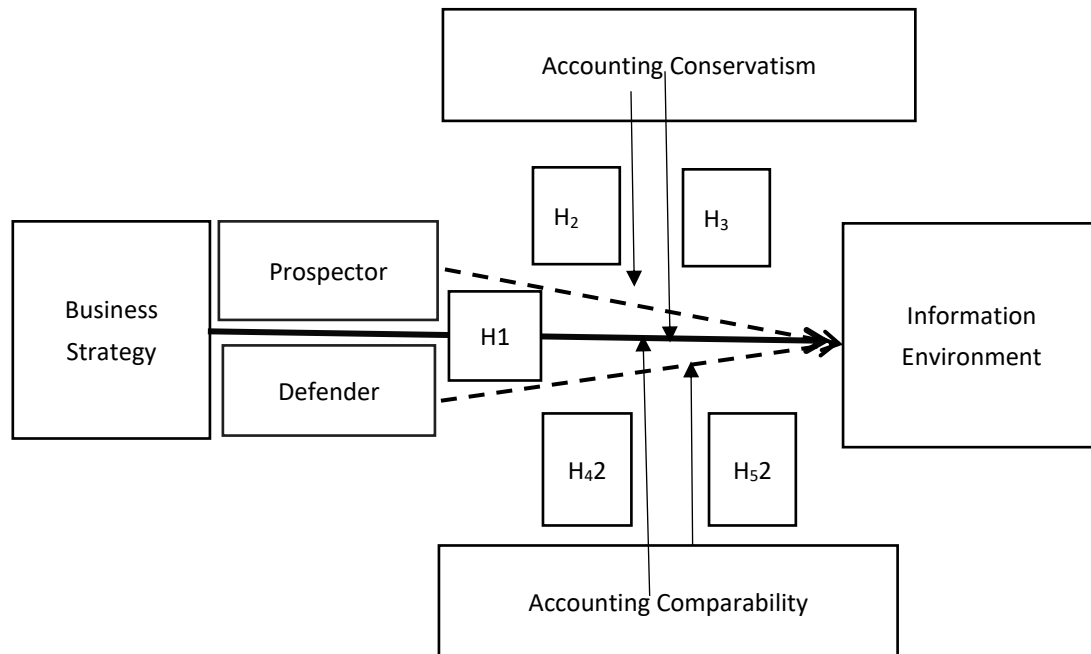 Accounting Conservatism
H₂
H₃
Prospector
Business
Strategy
H1
Information
Environment
Defender
H₄2
H₅2
Accounting Comparability